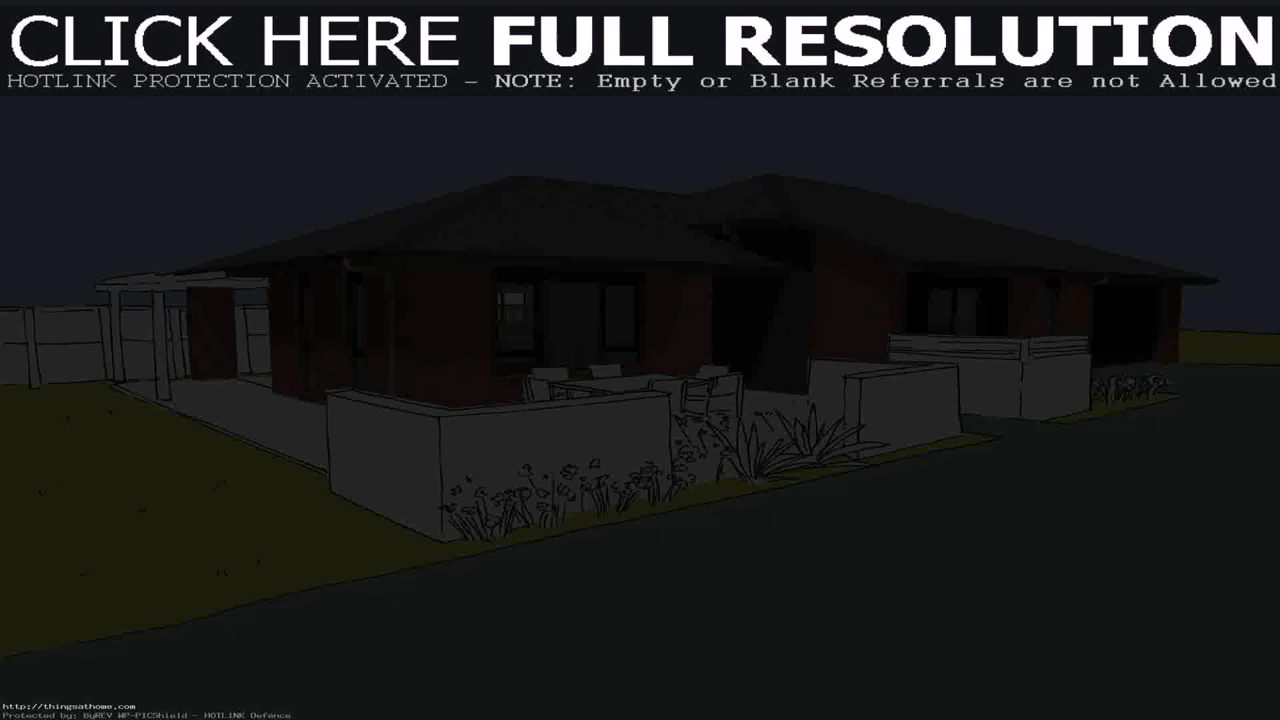 CLICK HERE FULL RESOLUTION
HOTLINK PROTECTION ACTIVATED - NOTE: Empty or Blank Referrals are not Allowed
http://thingsathome.com
Protected by: ByREV WP-PICShield - HOTLINK Defence